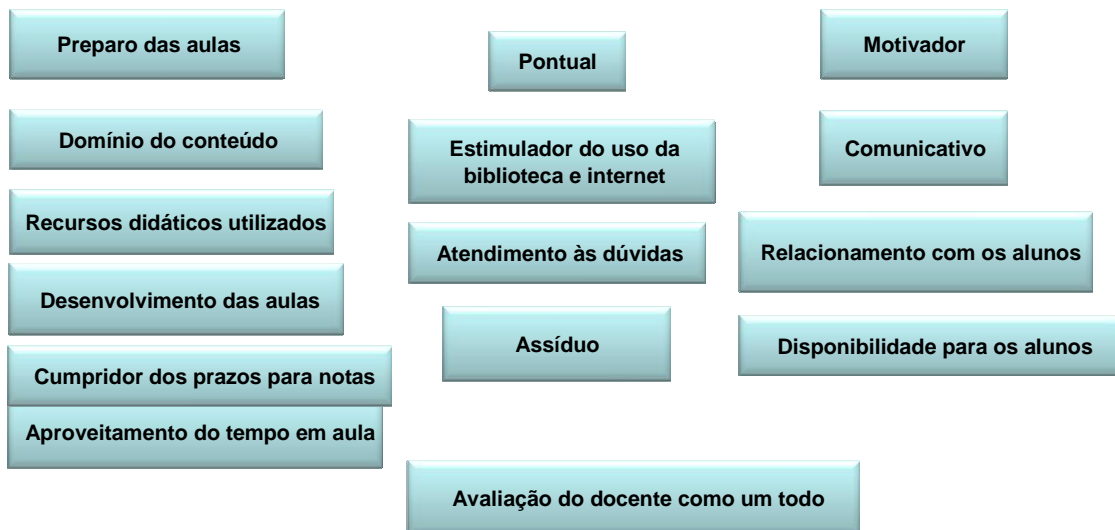 Preparo das aulas
Domínio do conteúdo
Recursos didáticos utilizados
Desenvolvimento das aulas
Cumpridor dos prazos para notas
Aproveitamento do tempo em aula
Pontual
Estimulador do uso da
biblioteca e internet
Atendimento às dúvidas
Assíduo
Motivador
Comunicativo
Relacionamento com os alunos
Disponibilidade para os alunos
Avaliação do docente como um todo